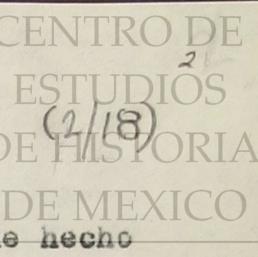 CENTRO DE
2
ESTUDIOS
(2/18)
DE HISTORIA
DE MEXICO
e hecho